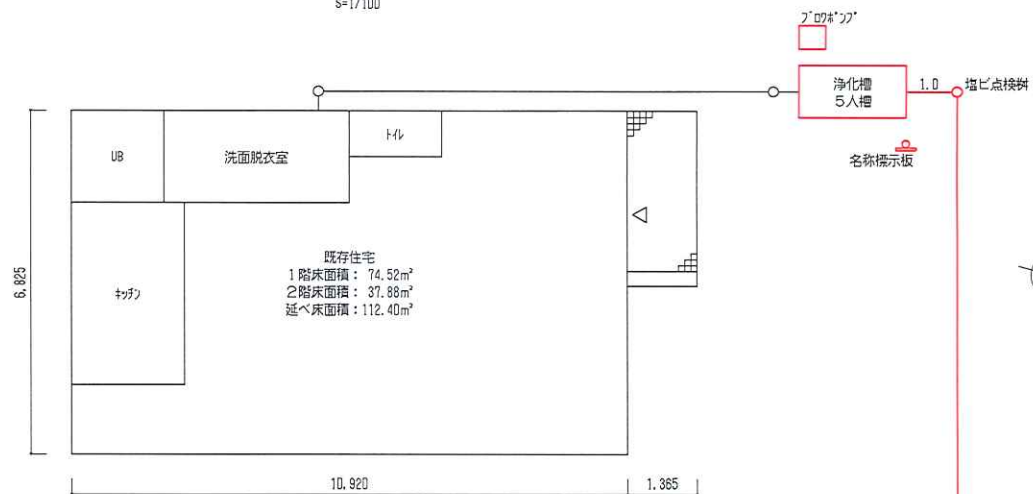 S=1/100
ブロワポンプ
浄化槽
5人槽
1.0
塩ビ点検桝
名称標示板
UB
洗面脱衣室
トイレ
キッチン
既存住宅
1階床面積： 74.52m²
2階床面積： 37.88m²
延べ床面積：112.40m²
6.825
10.920
1.365